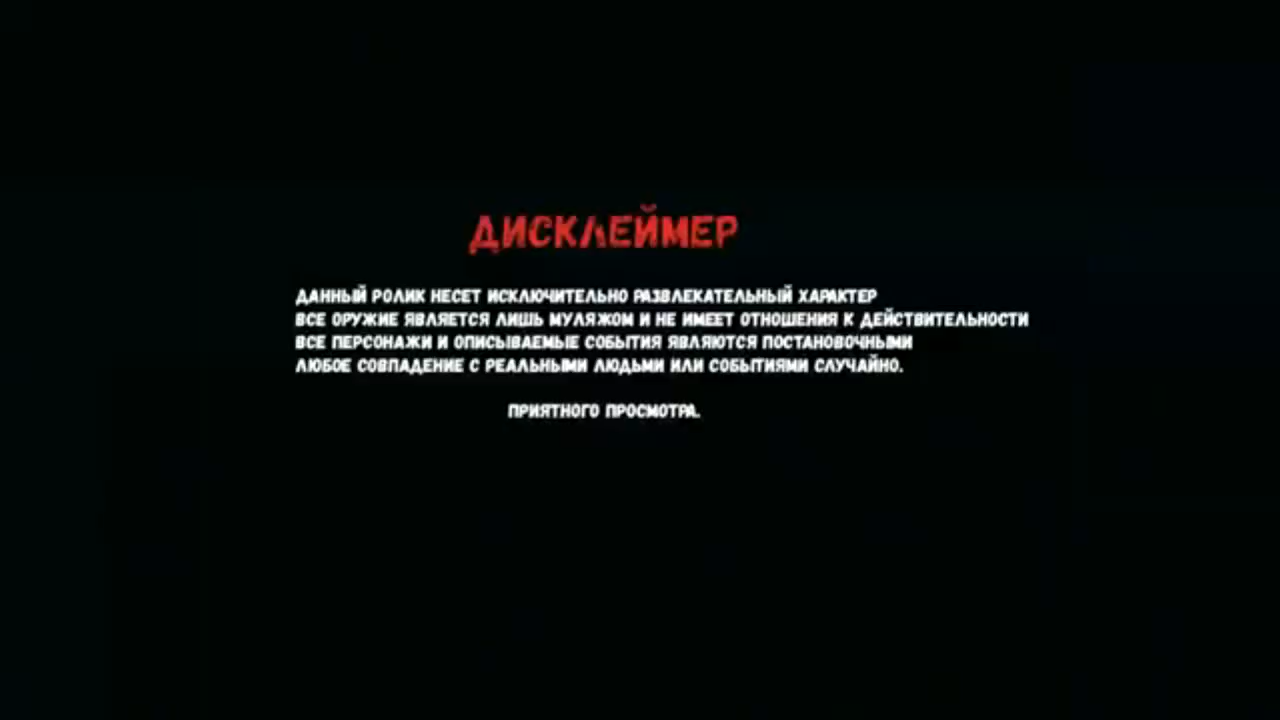 ДИСКЛЕЙМЕР
ДАННЫЙ РОЛИК НЕСЕТ ИСКЛЮЧИТЕЛЬНО РАЗВЛЕКАТЕЛЬНЫЙ ХАРАКТЕР
ВСЕ ОРУЖИЕ ЯВЛЯЕТСЯ ЛИШЬ МУЛЯЖОМ И НЕ ИМЕЕТ ОТНОШЕНИЯ К ДЕЙСТВИТЕЛЬНОСТИ
ВСЕ ПЕРСОНАЖИ И ОПИСЫВАЕМЫЕ СОБЫТИЯ ЯВЛЯЮТСЯ ПОСТАНОВОЧНЫМИ
ЛЮБОЕ СОВПАДЕНИЕ С РЕАЛЬНЫМИ ЛЮДЬМИ ИЛИ СОБЫТИЯМИ СЛУЧАЙНО.
ПРИЯТНОГО ПРОСМОТРА.